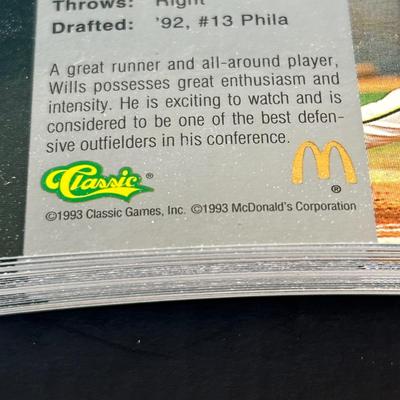 Throws: Right
Drafted: '92, #13 Phila
A great runner and all-around player,
Wills possesses great enthusiasm and
intensity. He is exciting to watch and is
considered to be one of the best defen-
sive outfielders in his conference.
Classic®
M®
©1993 Classic Games, Inc. ©1993 McDonald's Corporation